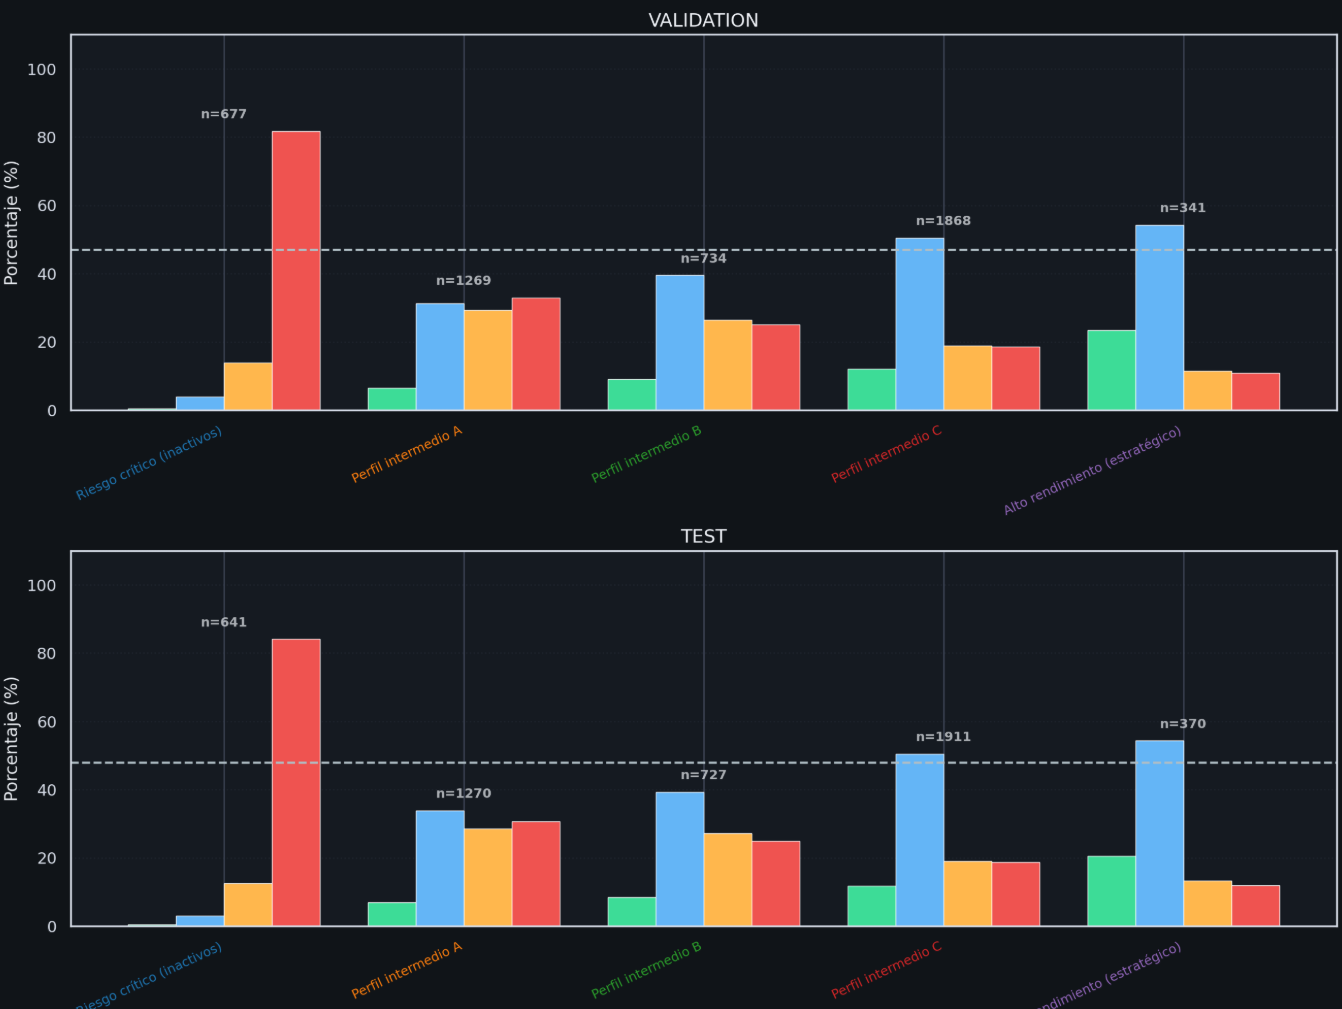 VALIDATION
Porcentaje (%)
100
80
60
40
20
0
n=677
n=1269
n=734
n=1868
n=341
Riesgo crítico (inactivos)
Perfil intermedio A
Perfil intermedio B
Perfil intermedio C
Alto rendimiento (estratégico)
TEST
Porcentaje (%)
100
80
60
40
20
0
n=641
n=1270
n=727
n=1911
n=370
Riesgo crítico (inactivos)
Perfil intermedio A
Perfil intermedio B
Perfil intermedio C
ndimiento (estratégico)